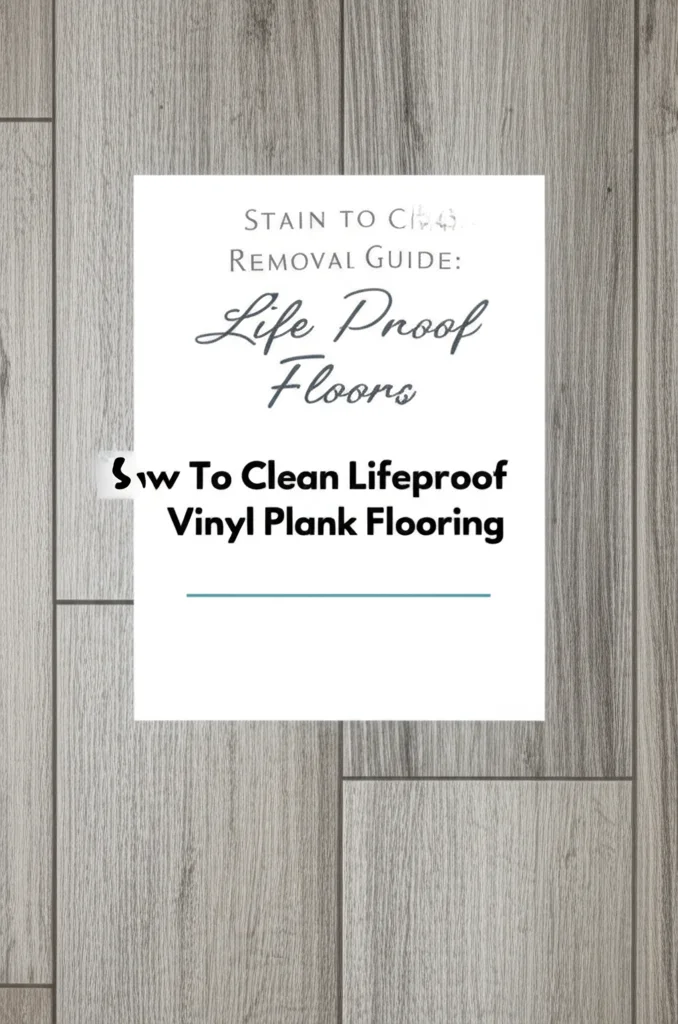 STAIN TO
REMOVAL GUIDE:
Life Proof
Floors
To Clean Lifeproof
Vinyl Plank Flooring